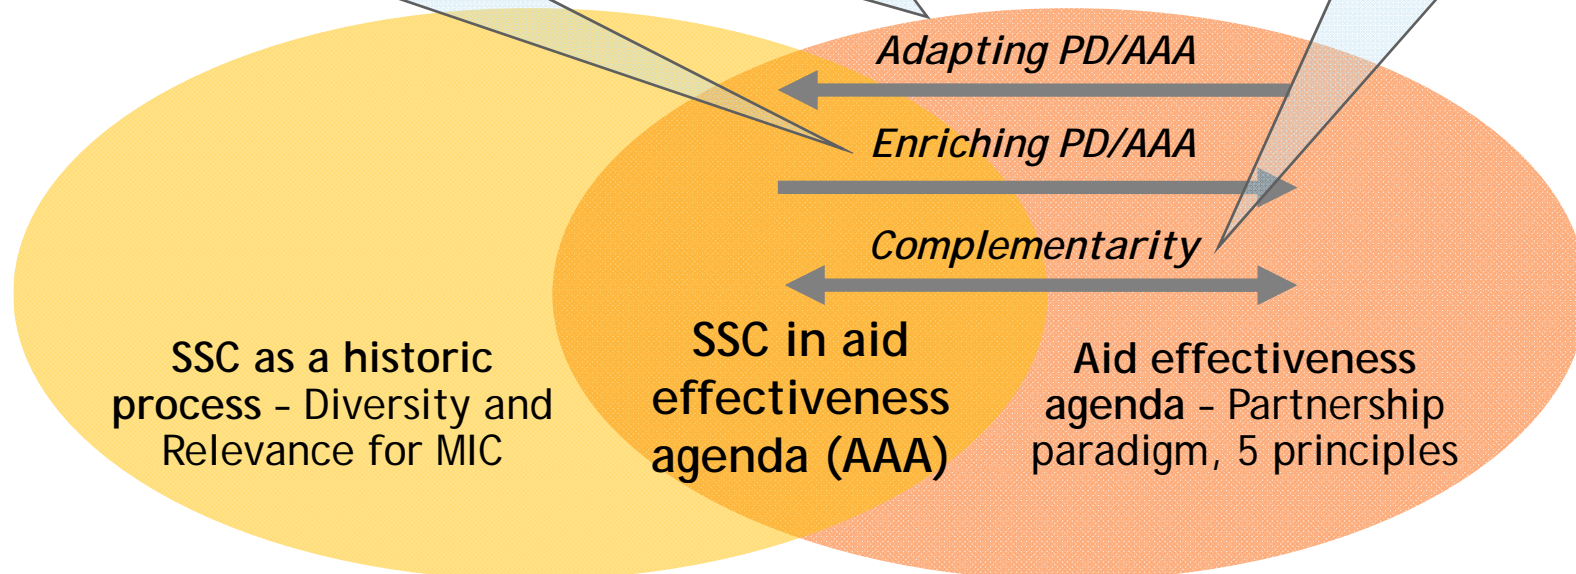 Adapting PD/AAA
Enriching PD/AAA
Complementarity
SSC as a historic
process - Diversity and
Relevance for MIC
SSC in aid
effectiveness
agenda (AAA)
Aid effectiveness
agenda - Partnership
paradigm, 5 principles